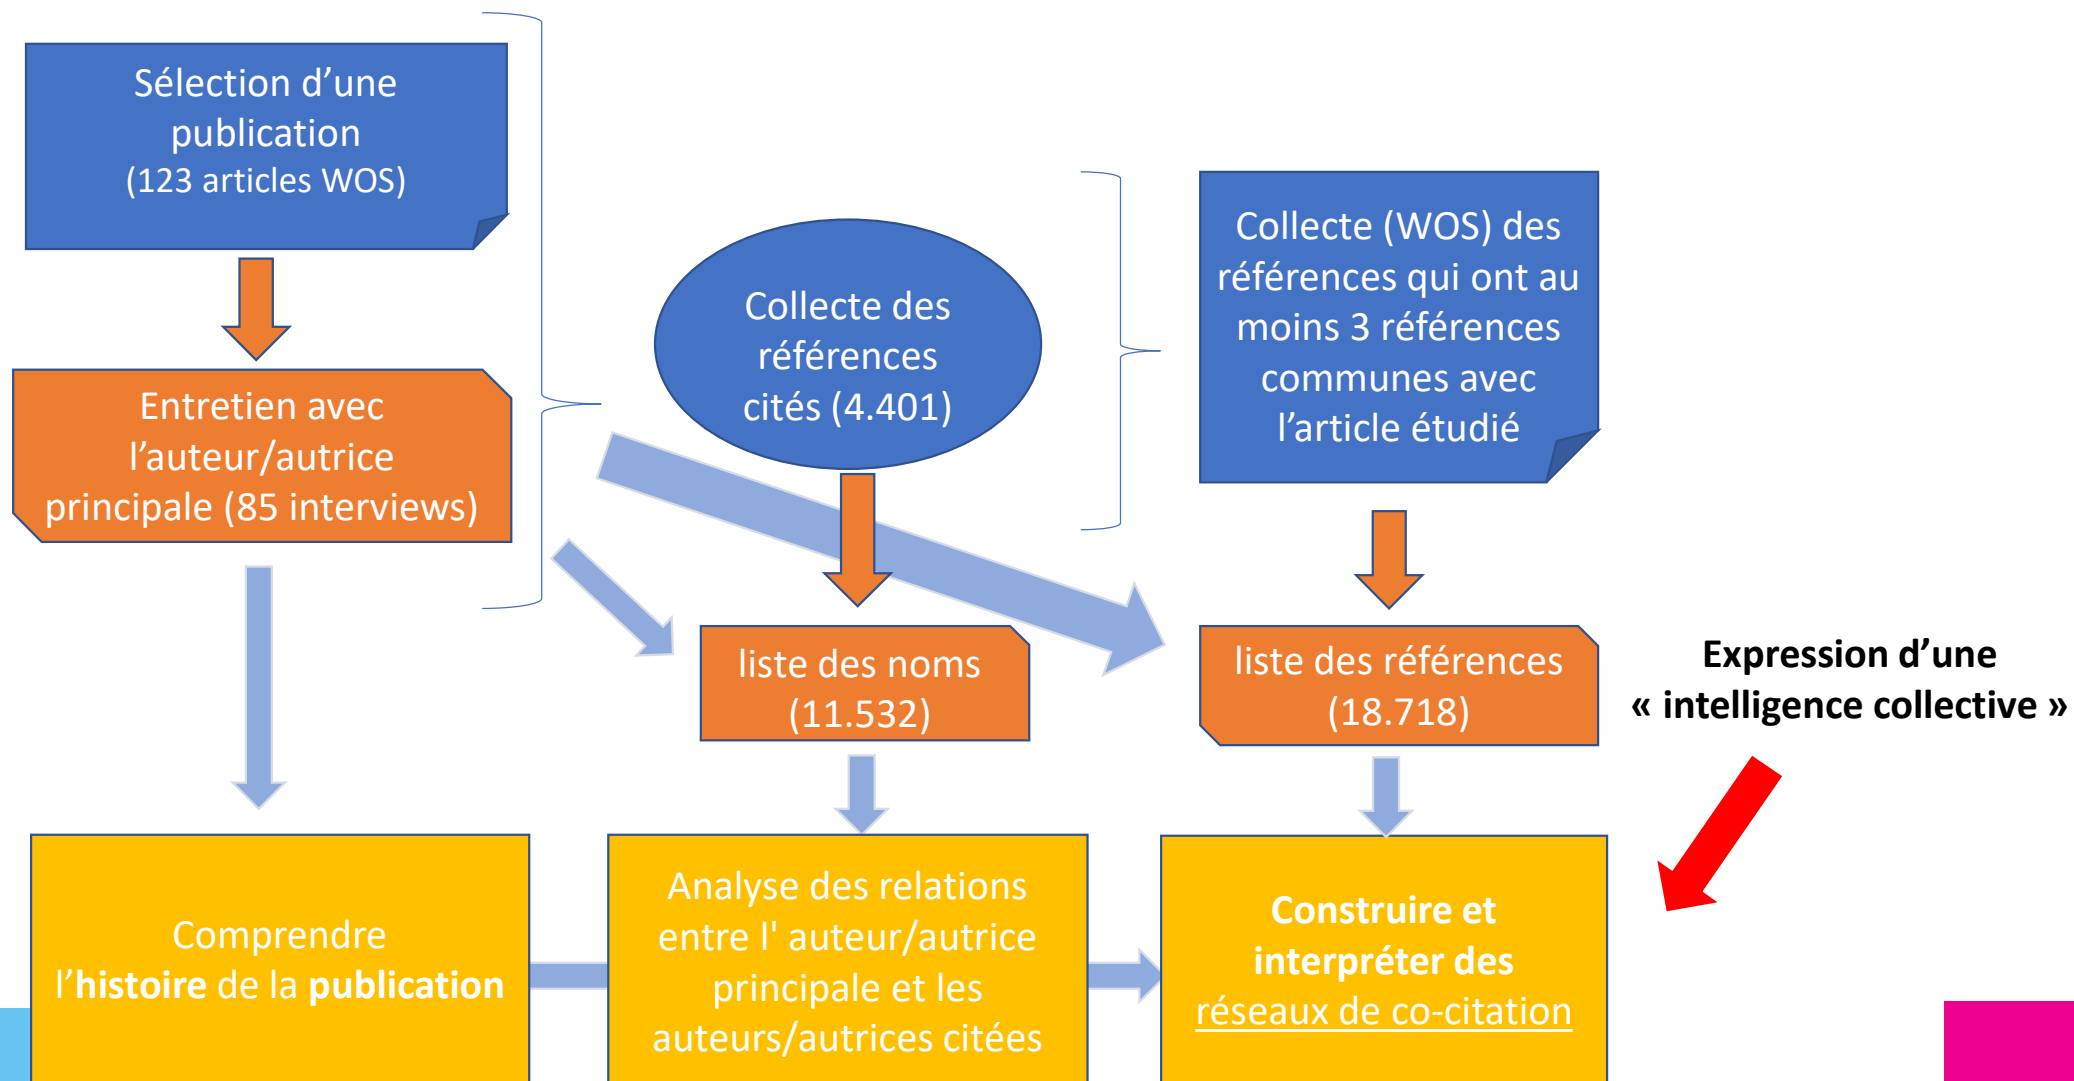 Sélection d’une
publication
(123 articles WOS)
Entretien avec
l’auteur/autrice
principale (85 interviews)
Collecte des
références
cités (4.401)
Collecte (WOS) des
références qui ont au
moins 3 références
communes avec
l’article étudié
liste des noms
(11.532)
liste des références
(18.718)
Expression d’une
« intelligence collective »
Comprendre
l’histoire de la publication
Analyse des relations
entre l' auteur/autrice
principale et les
auteurs/autrices citées
Construire et
interpréter des
réseaux de co-citation